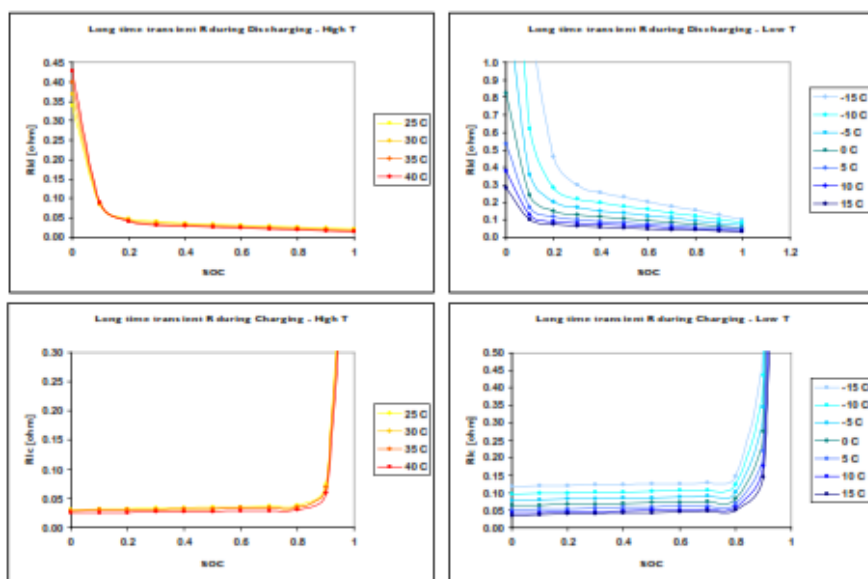 Long time transient R during Discharging - High T
0.45
0.40
0.35
0.30
0.25
0.20
0.15
0.10
0.05
0.00
Rld [ohm]
0
0.2
0.4
0.6
0.8
1
SOC
25 C
30 C
35 C
40 C
Long time transient R during Discharging - Low T
1.0
0.9
0.8
0.7
0.6
0.5
0.4
0.3
0.2
0.1
0.0
Rld [ohm]
0
0.2
0.4
0.6
0.8
1
1.2
SOC
-15 C
-10 C
-5 C
0 C
5 C
10 C
15 C
Long time transient R during Charging - High T
0.30
0.25
0.20
0.15
0.10
0.05
0.00
Rlc [ohm]
0
0.2
0.4
0.6
0.8
1
SOC
25 C
30 C
35 C
40 C
Long time transient R during Charging - Low T
0.50
0.45
0.40
0.35
0.30
0.25
0.20
0.15
0.10
0.05
0.00
Rlc [ohm]
0
0.2
0.4
0.6
0.8
1
SOC
-15 C
-10 C
-5 C
0 C
5 C
10 C
15 C